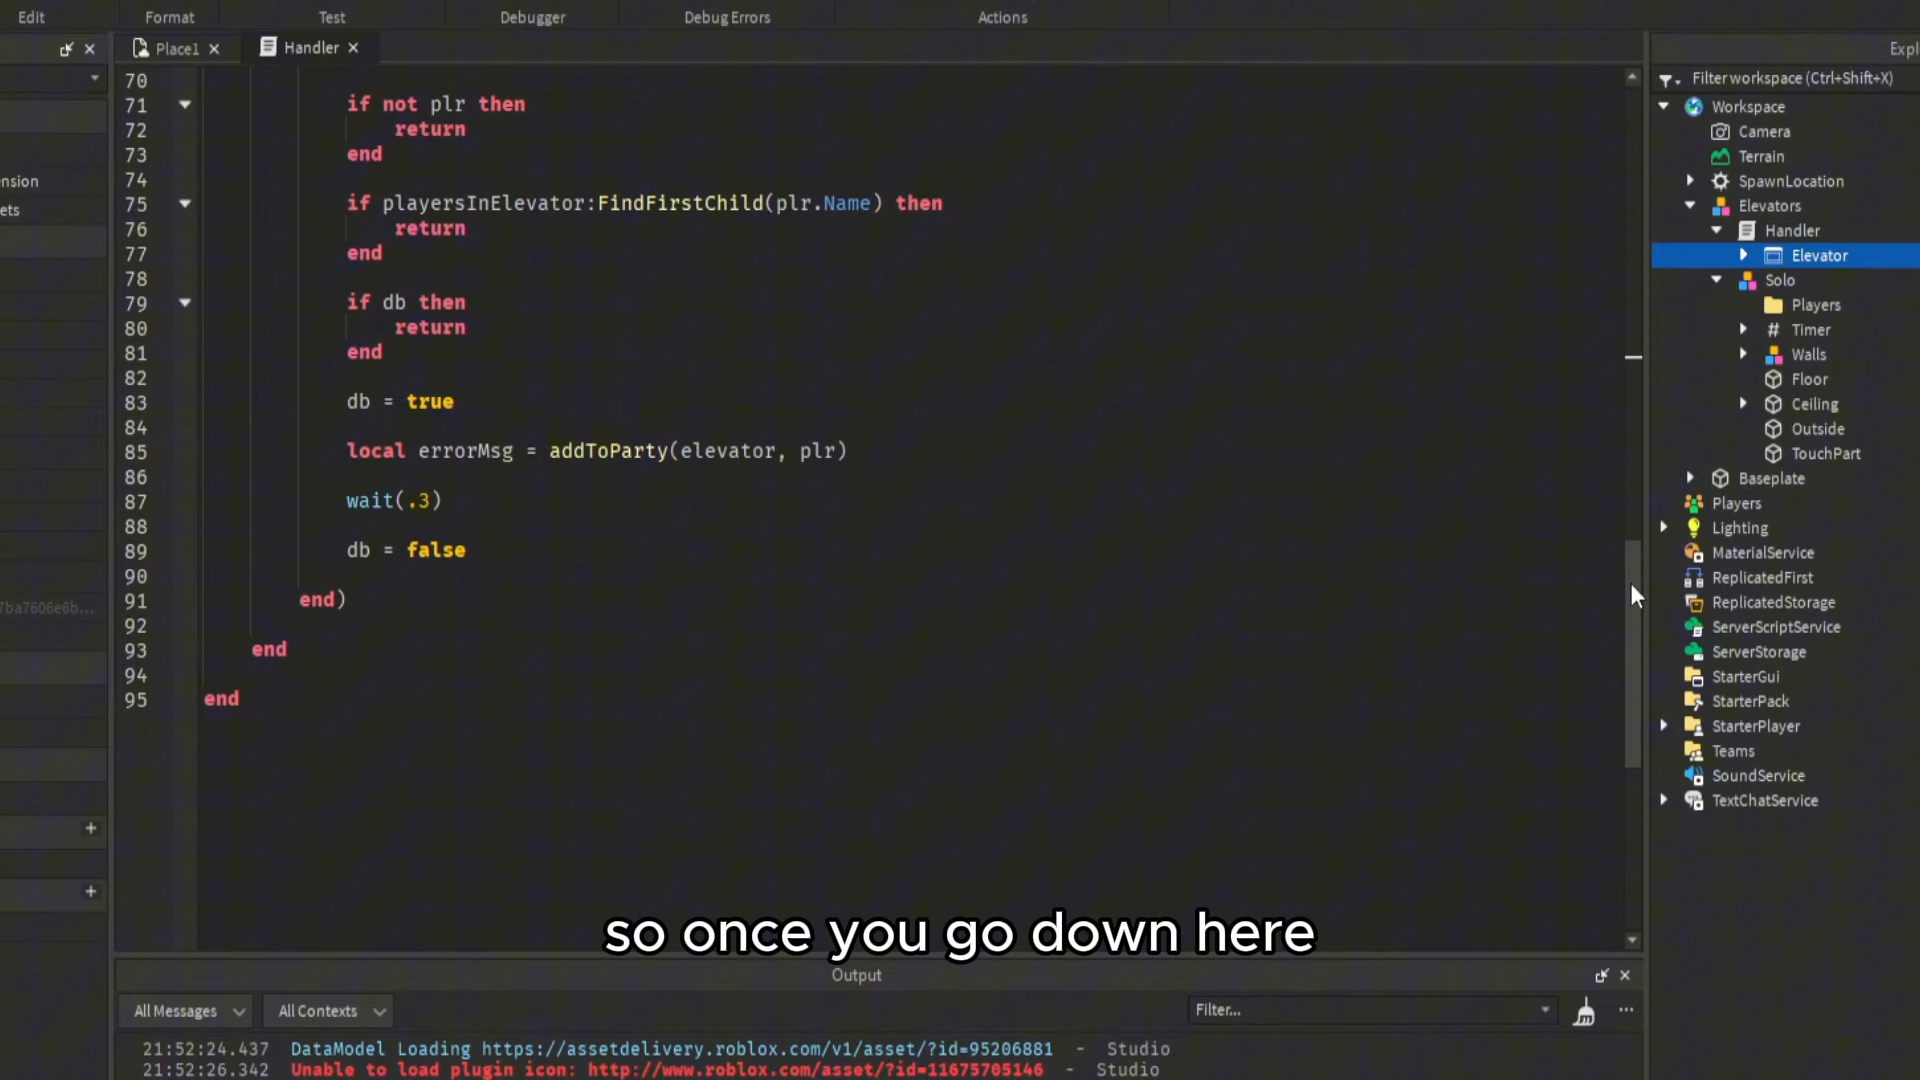 Edit Format Test Debugger Debug Errors Actions
Place1 Handler
Expl
Filter workspace (Ctrl+Shift+X)
nsion
ets
7ba7606e6b...
70
71 if not plr then
72 return
73 end
74
75 if playersInElevator:FindFirstChild(plr.Name) then
76 return
77 end
78
79 if db then
80 return
81 end
82
83 db = true
84
85 local errorMsg = addToParty(elevator, plr)
86
87 wait(.3)
88
89 db = false
90
91 end)
92
93 end
94
95 end
Workspace
Camera
Terrain
SpawnLocation
Elevators
Handler
Elevator
Solo
Players
# Timer
Walls
Floor
Ceiling
Outside
TouchPart
Baseplate
Players
Lighting
MaterialService
ReplicatedFirst
ReplicatedStorage
ServerScriptService
ServerStorage
StarterGui
StarterPack
StarterPlayer
Teams
SoundService
TextChatService
so once you go down here
Output
All Messages All Contexts Filter... ...
21:52:24.437 DataModel Loading https://assetdelivery.roblox.com/v1/asset/?id=95206881 - Studio
21:52:26.342 Unable to load plugin icon: http://www.roblox.com/asset/?id=11675705146 - Studio